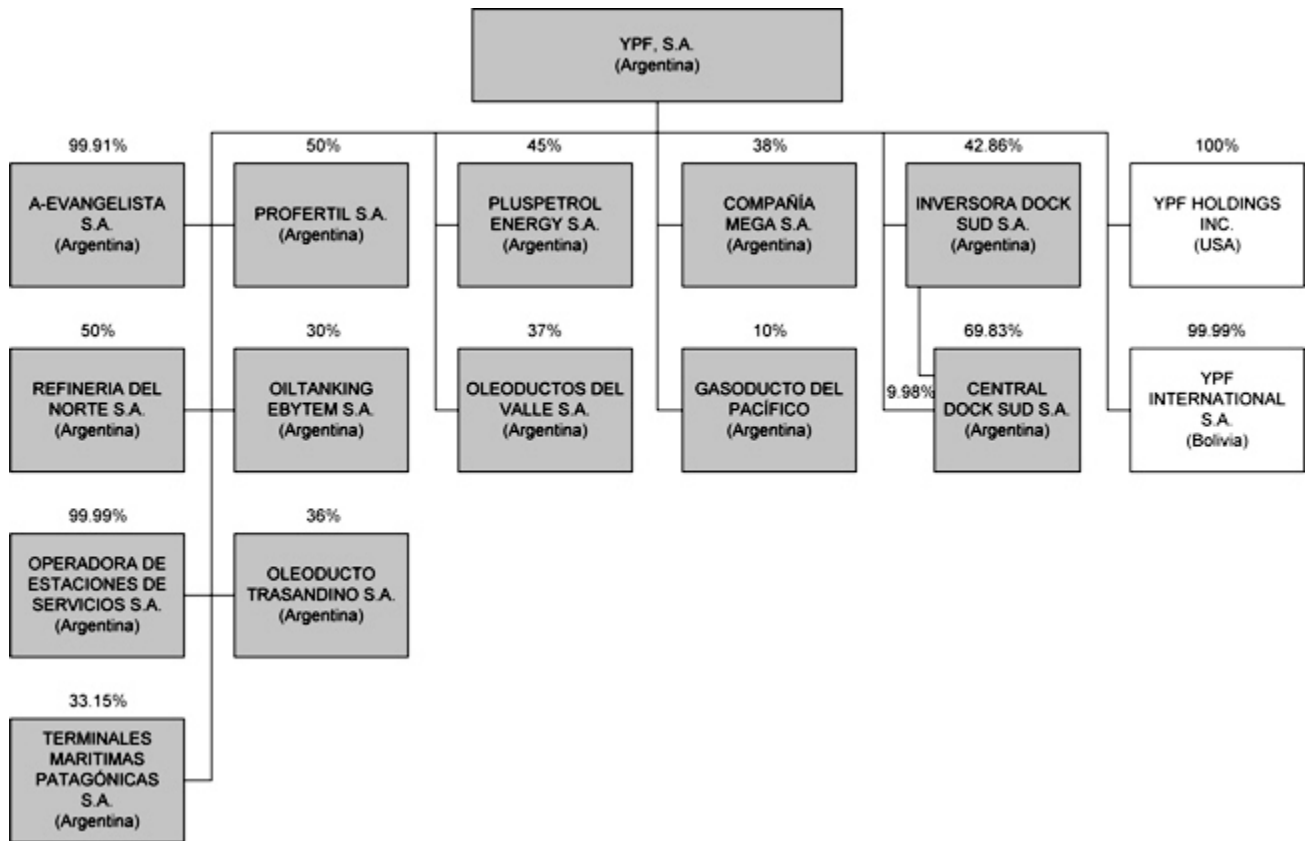 YPF, S.A.
(Argentina)
99.91%
50%
45%
38%
42.86%
100%
A-EVANGELISTA
S.A.
(Argentina)
PROFERTIL S.A.
(Argentina)
PLUSPETROL
ENERGY S.A.
(Argentina)
COMPAÑÍA
MEGA S.A.
(Argentina)
INVERSORA DOCK
SUD S.A.
(Argentina)
YPF HOLDINGS
INC.
(USA)
50%
30%
37%
10%
69.83%
99.99%
REFINERIA DEL
NORTE S.A.
(Argentina)
OILTANKING
EBYTEM S.A.
(Argentina)
OLEODUCTOS DEL
VALLE S.A.
(Argentina)
GASODUCTO DEL
PACÍFICO
(Argentina)
9.98%
CENTRAL
DOCK SUD S.A.
(Argentina)
YPF
INTERNATIONAL
S.A.
(Bolivia)
99.99%
36%
OPERADORA DE
ESTACIONES DE
SERVICIOS S.A.
(Argentina)
OLEODUCTO
TRASANDINO S.A.
(Argentina)
33.15%
TERMINALES
MARITIMAS
PATAGÓNICAS
S.A.
(Argentina)